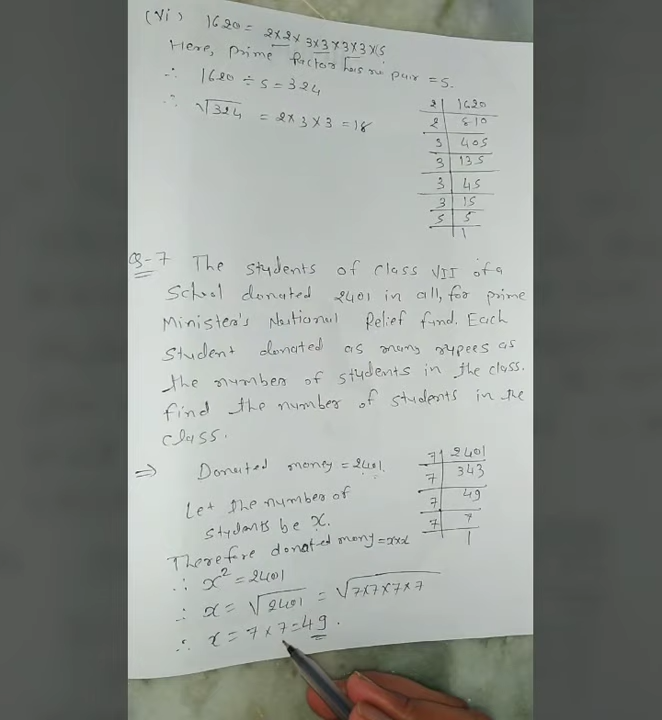 (vi) 1620 = 2×2×3×3×3×3×5
Here, prime factor has no pair = 5.
∴ 1620 ÷ 5 = 324
∴ √324 = 2×3×3 = 18
2 | 1620
2 | 810
3 | 405
3 | 135
3 | 45
3 | 15
5 | 5
1
Q-7 The students of class VII of a
School donated 2401 in all, for prime
Minister's National Relief fund. Each
student donated as many rupees as
the number of students in the class.
find the number of students in the
class.
⇒ Donated money = 2401.
Let the number of
students be x.
Therefore donated mony = x×x
∴ x² = 2401
∴ x = √2401 = √7×7×7×7
∴ x = 7×7 = 49.
7 | 2401
7 | 343
7 | 49
7 | 7
1